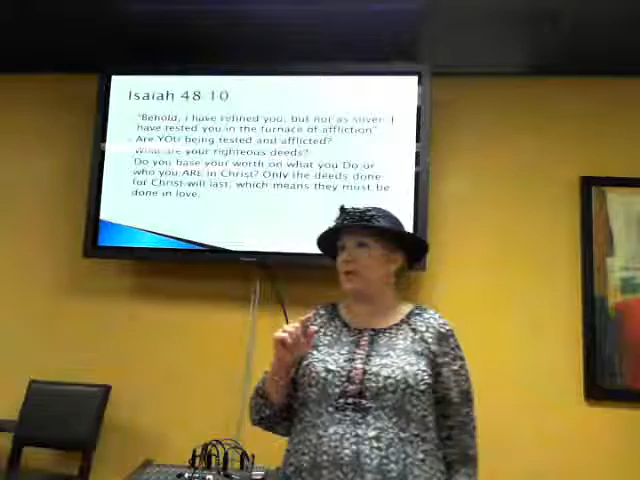 Isaiah 48:10
"Behold, I have refined you, but not as silver; I
have tested you in the furnace of affliction"
Are YOU being tested and afflicted?
What are your righteous deeds?
Do you base your worth on what you Do or
who you ARE in Christ? Only the deeds done
for Christ will last, which means they must be
done in love.